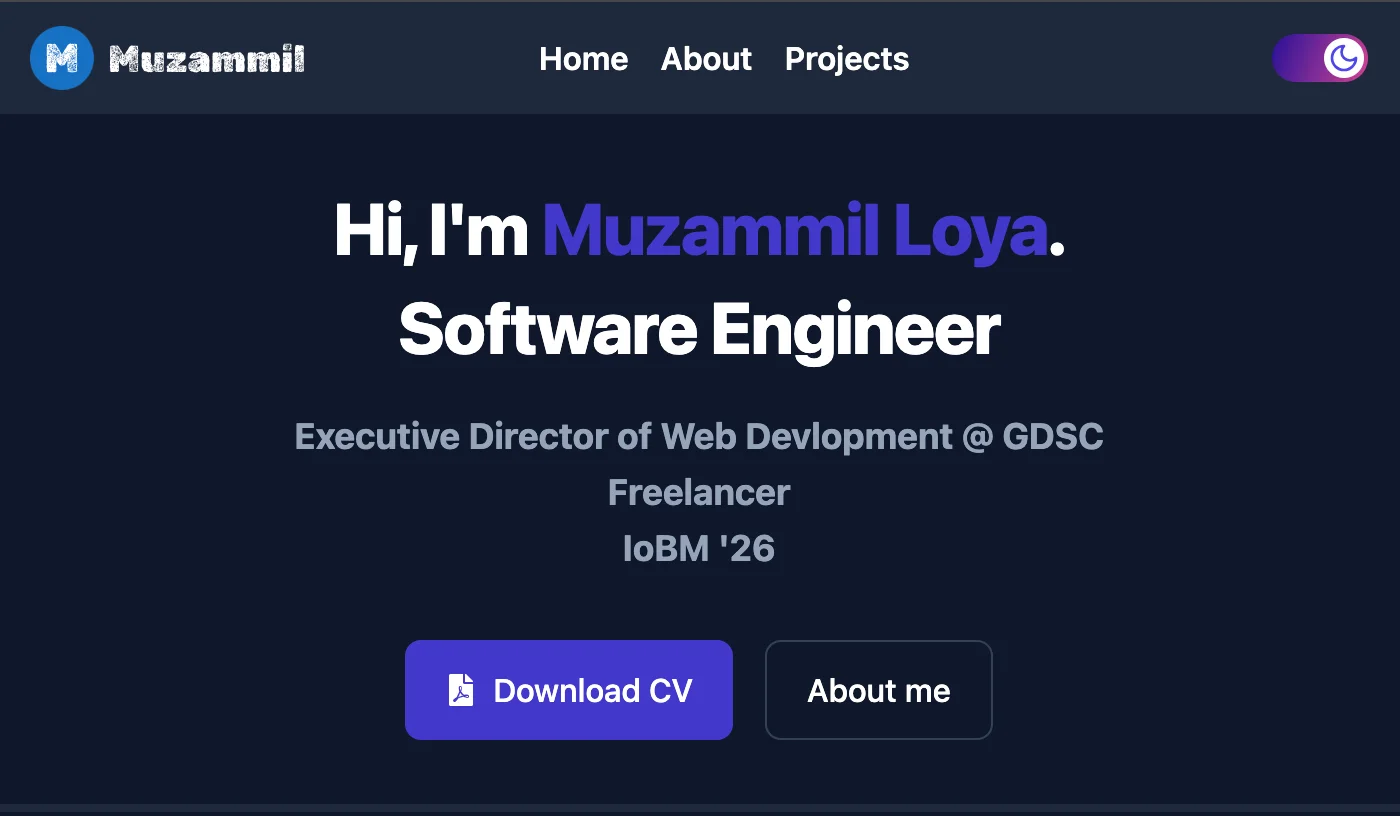 M Muzammil
Home About Projects
Hi, I'm Muzammil Loya.
Software Engineer
Executive Director of Web Devlopment @ GDSC
Freelancer
IoBM '26
Download CV
About me